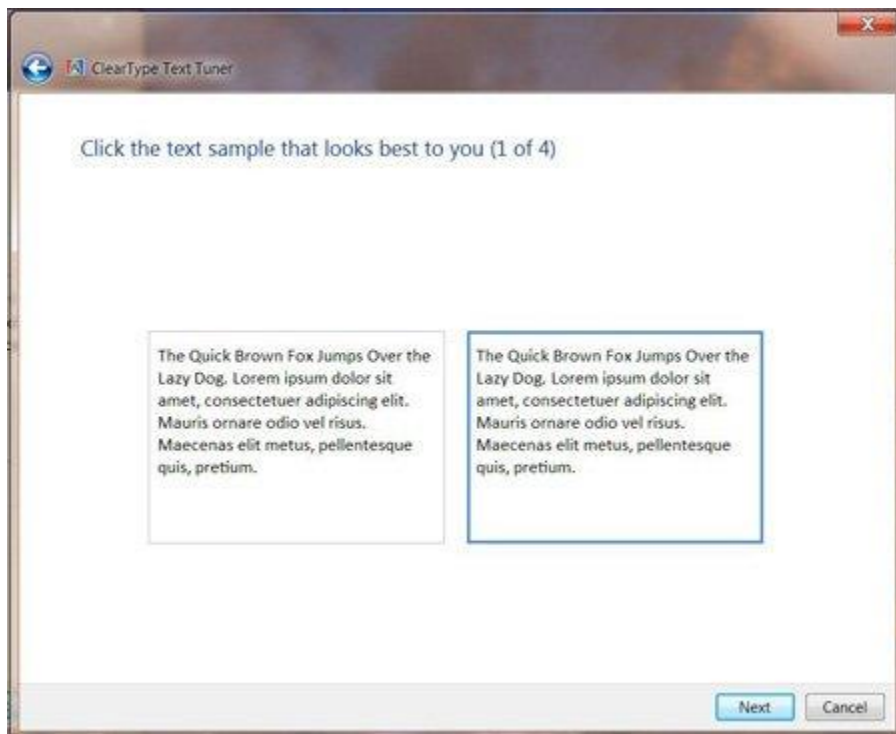 ClearType Text Tuner
Click the text sample that looks best to you (1 of 4)
The Quick Brown Fox Jumps Over the
Lazy Dog. Lorem ipsum dolor sit
amet, consectetuer adipiscing elit.
Mauris ornare odio vel risus.
Maecenas elit metus, pellentesque
quis, pretium.
The Quick Brown Fox Jumps Over the
Lazy Dog. Lorem ipsum dolor sit
amet, consectetuer adipiscing elit.
Mauris ornare odio vel risus.
Maecenas elit metus, pellentesque
quis, pretium.
Next
Cancel